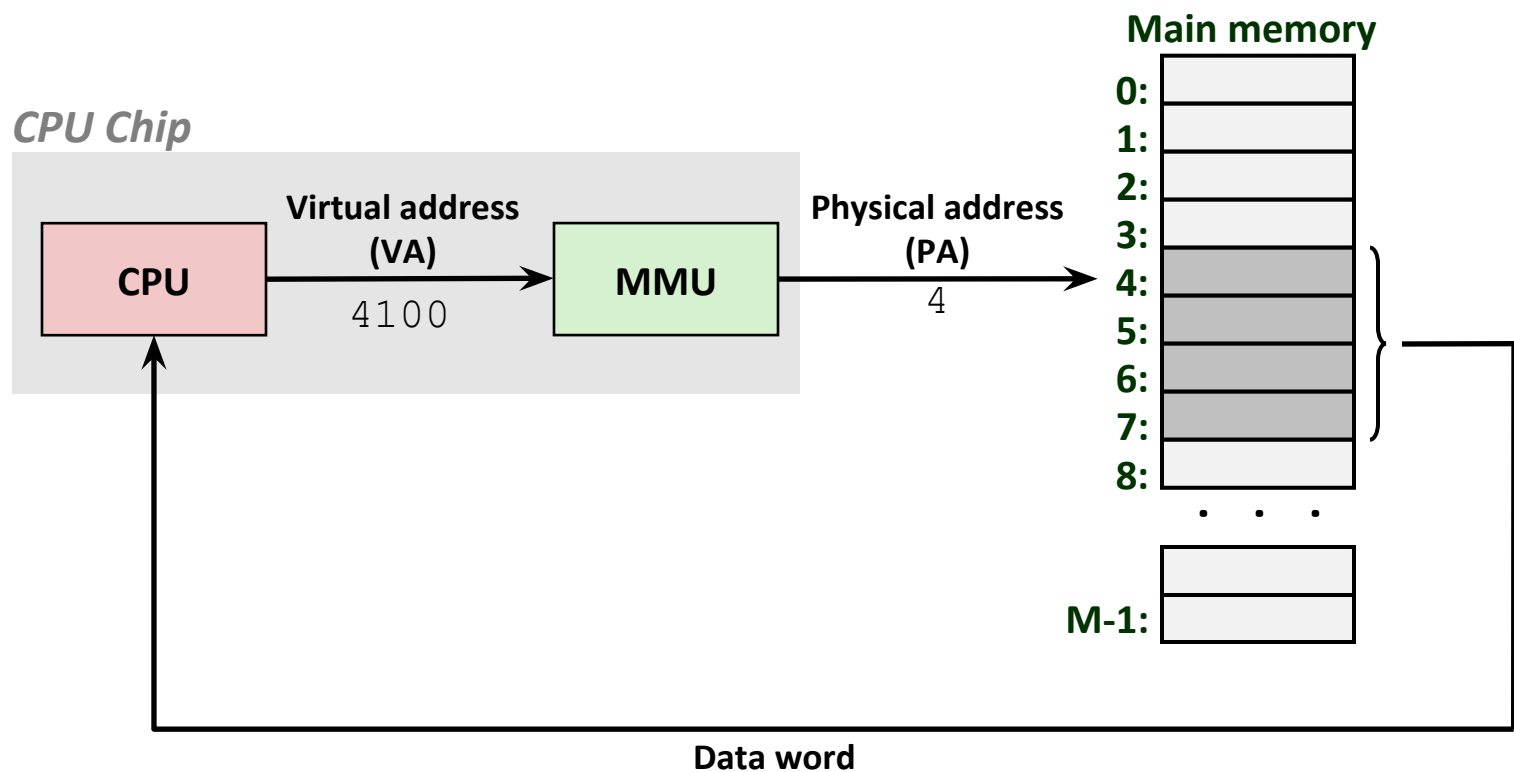 Main memory
CPU Chip
0:
1:
2:
3:
4:
5:
6:
7:
8:
. . .
M-1:
Virtual address
(VA)
4100
CPU
MMU
Physical address
(PA)
4
Data word